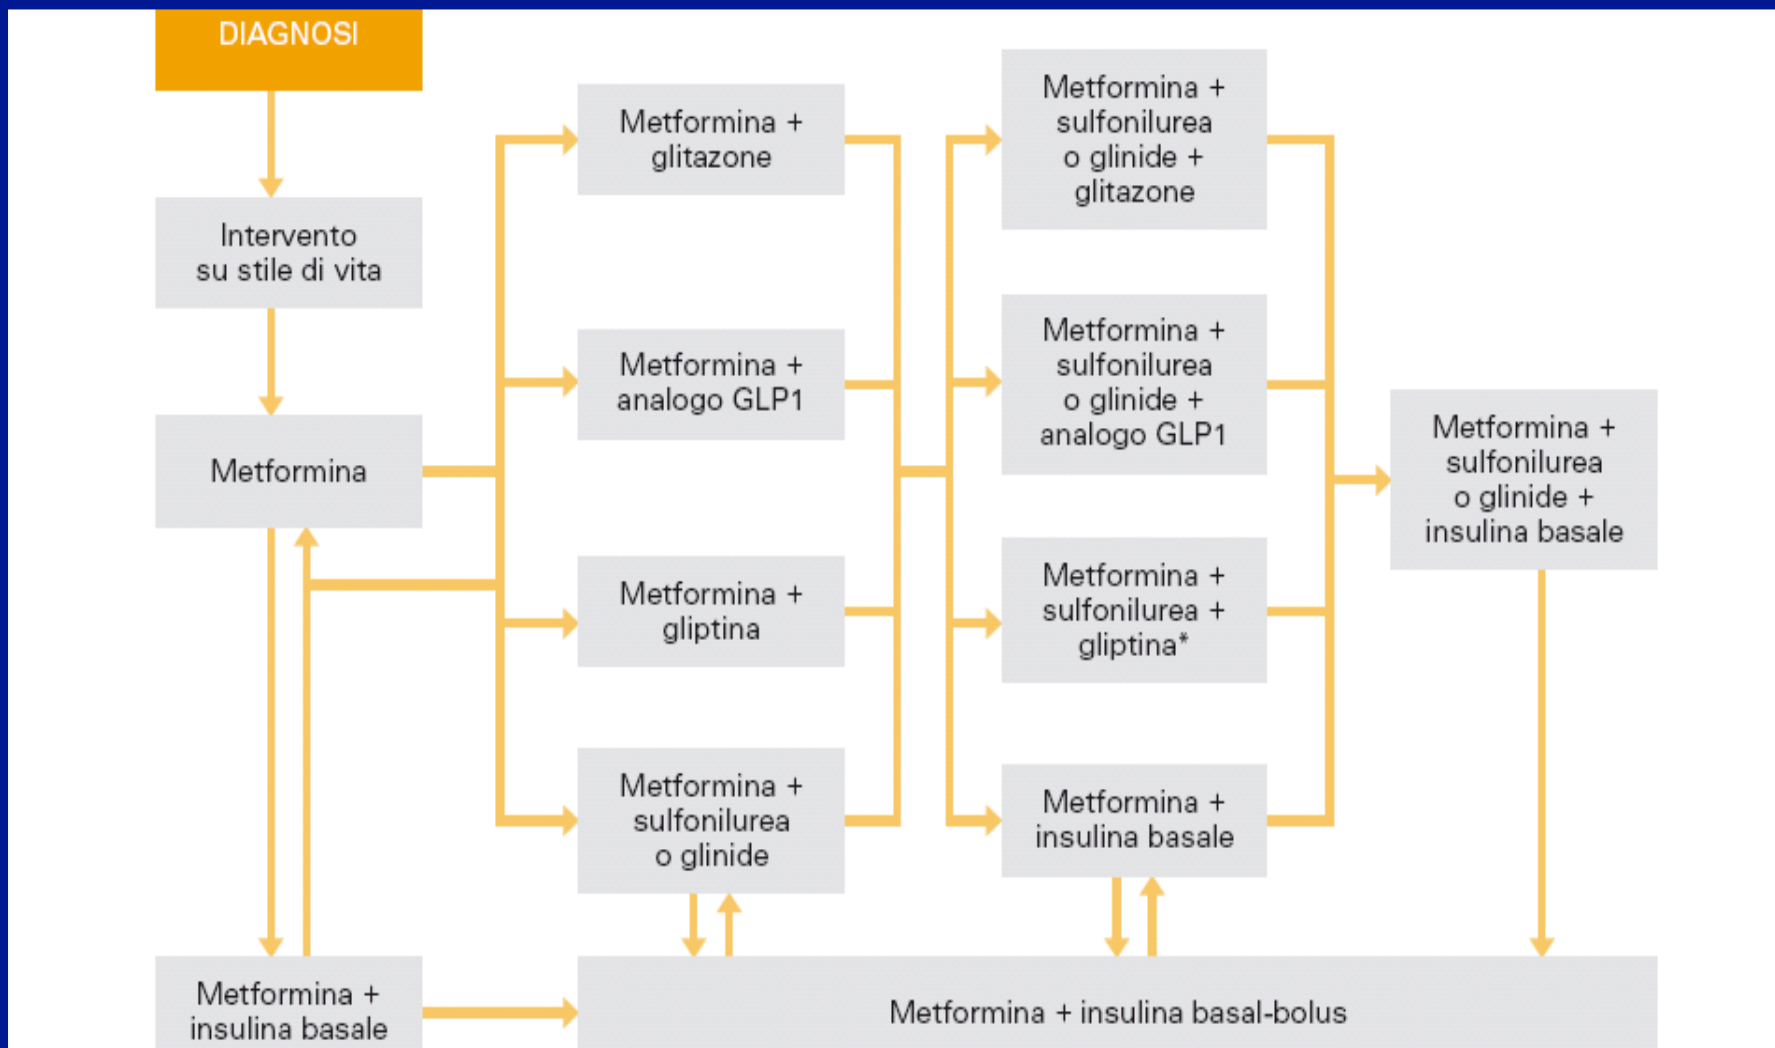 DIAGNOSI
Intervento
su stile di vita
Metformina
Metformina +
insulina basale
Metformina +
glitazone
Metformina +
analogo GLP1
Metformina +
gliptina
Metformina +
sulfonilurea
o glinide
Metformina +
sulfonilurea
o glinide +
glitazone
Metformina +
sulfonilurea
o glinide +
analogo GLP1
Metformina +
sulfonilurea +
gliptina*
Metformina +
insulina basale
Metformina +
sulfonilurea
o glinide +
insulina basale
Metformina + insulina basal-bolus